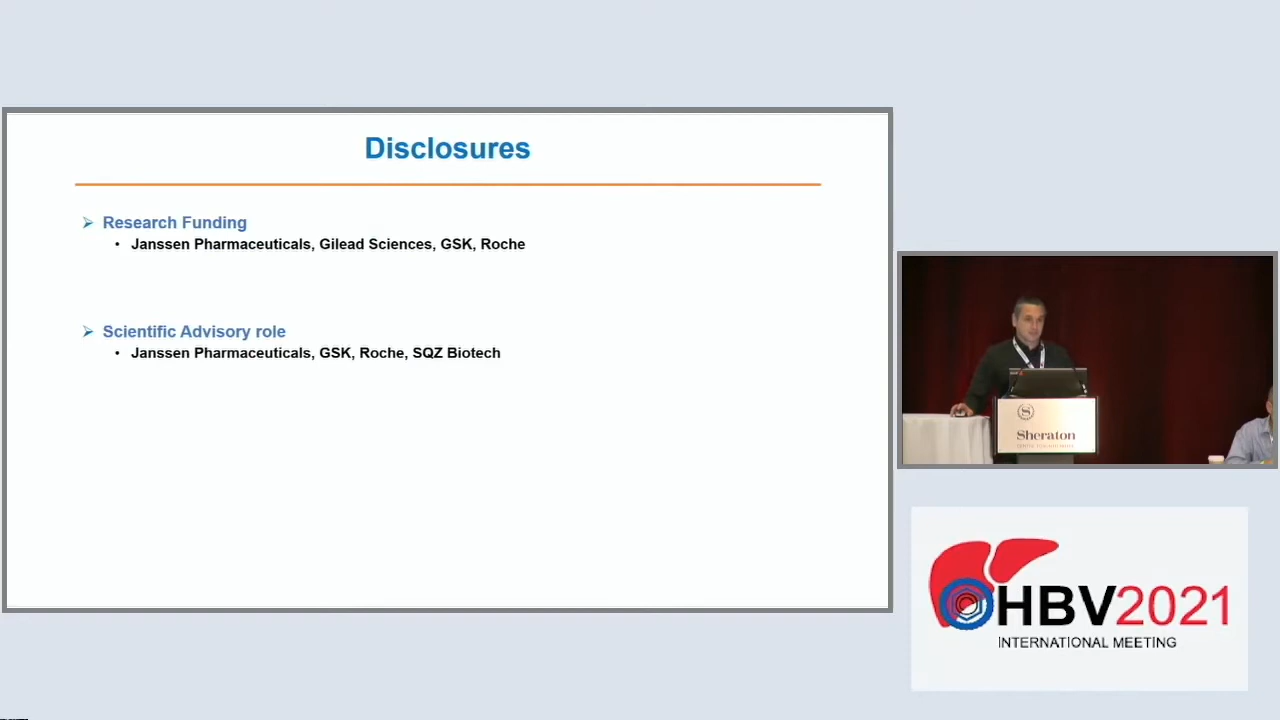 Disclosures
Research Funding
• Janssen Pharmaceuticals, Gilead Sciences, GSK, Roche
Scientific Advisory role
• Janssen Pharmaceuticals, GSK, Roche, SQZ Biotech
S
Sheraton
HBV2021
INTERNATIONAL MEETING